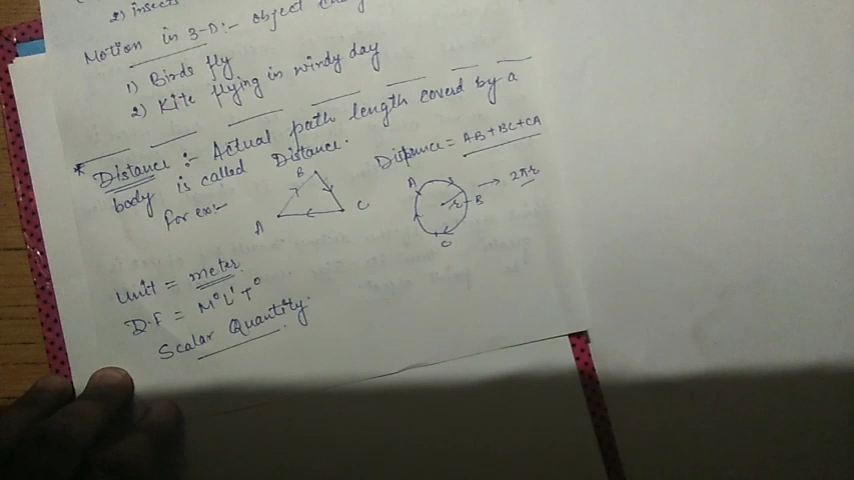 2) insects
Motion in 3-D:- object
1) Birds fly
2) Kite flying in windy day
* Distance :- Actual path length coverd by a
body is called Distance.
Distance = AB+BC+CA
For ex:-
B
A
C
A
r
B
→ 2πr
C
Unit = meter
D.F = M⁰L¹T⁰
Scalar Quantity.